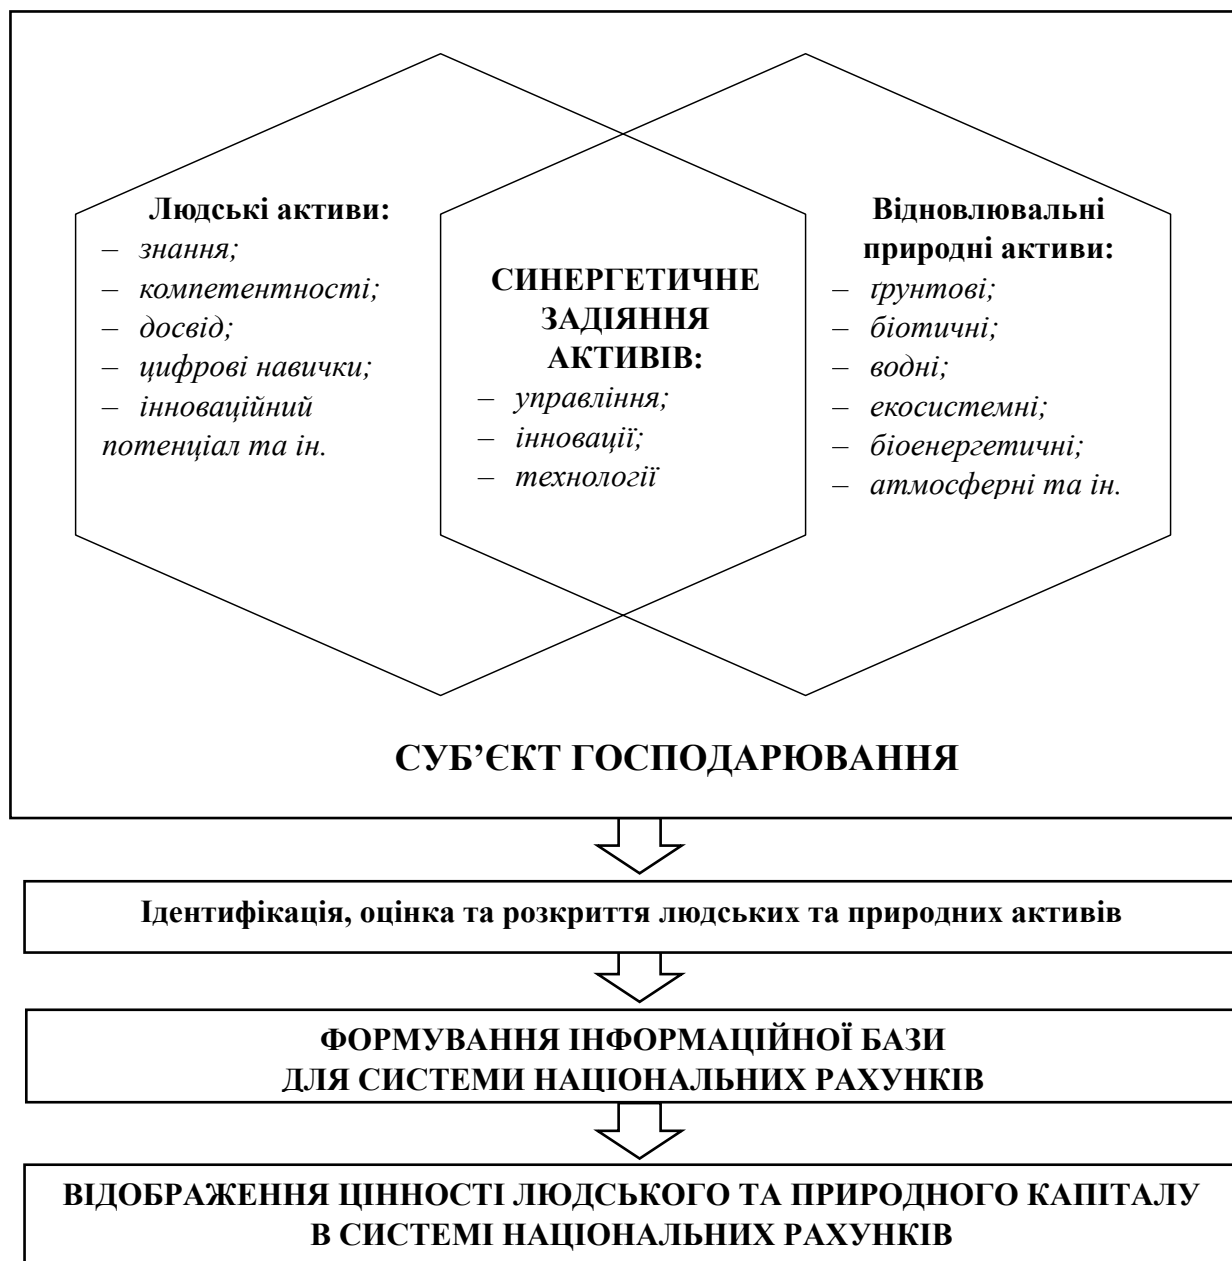 Людські активи:
– знання;
– компетентності;
– досвід;
– цифрові навички;
– інноваційний
потенціал та ін.
СИНЕРГЕТИЧНЕ
ЗАДІЯННЯ
АКТИВІВ:
– управління;
– інновації;
– технології
Відновлювальні
природні активи:
– ґрунтові;
– біотичні;
– водні;
– екосистемні;
– біоенергетичні;
– атмосферні та ін.
СУБ’ЄКТ ГОСПОДАРЮВАННЯ
Ідентифікація, оцінка та розкриття людських та природних активів
ФОРМУВАННЯ ІНФОРМАЦІЙНОЇ БАЗИ
ДЛЯ СИСТЕМИ НАЦІОНАЛЬНИХ РАХУНКІВ
ВІДОБРАЖЕННЯ ЦІННОСТІ ЛЮДСЬКОГО ТА ПРИРОДНОГО КАПІТАЛУ
В СИСТЕМІ НАЦІОНАЛЬНИХ РАХУНКІВ